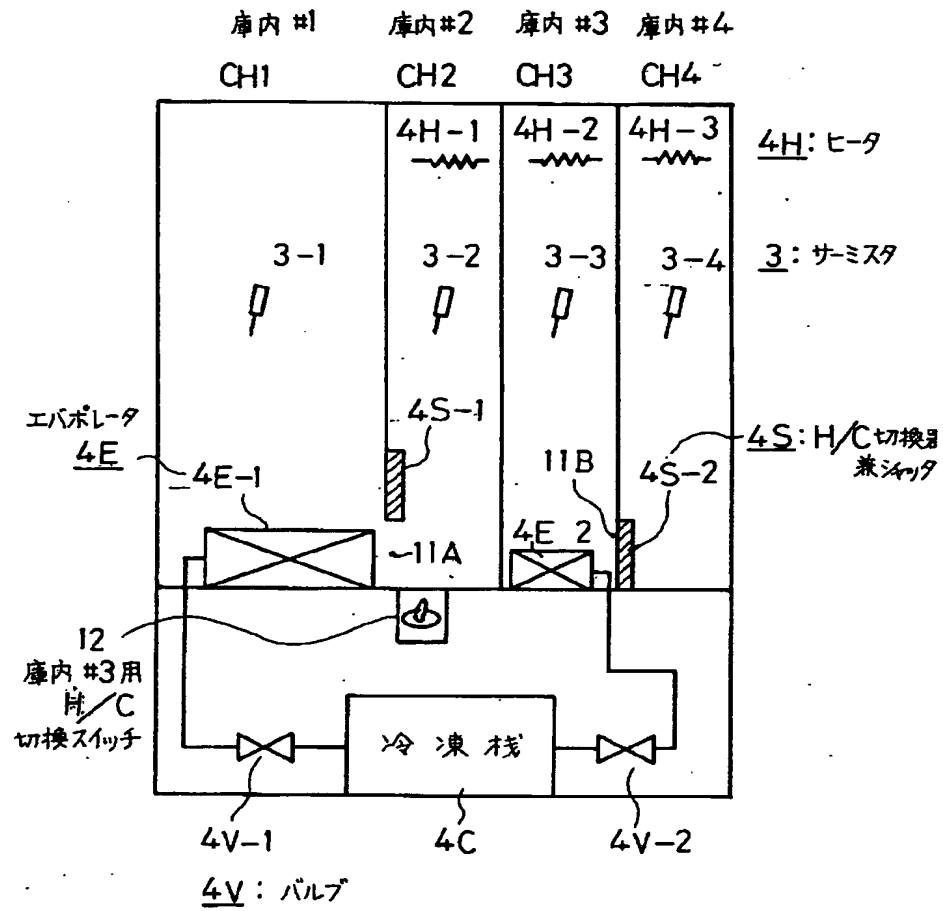 庫内 #1 庫内 #2 庫内 #3 庫内 #4
CH1 CH2 CH3 CH4
4H-1 4H-2 4H-3 4H: ヒータ
3-1 3-2 3-3 3-4 3: サーミスタ
エバポレータ
4E
4E-1
4S-1
11B
4S-2
4S: H/C 切換器
兼シャッタ
11A
4E 2
12
庫内 #3用
H/C
切換スイッチ
冷凍機
4V-1 4C 4V-2
4V: バルブ